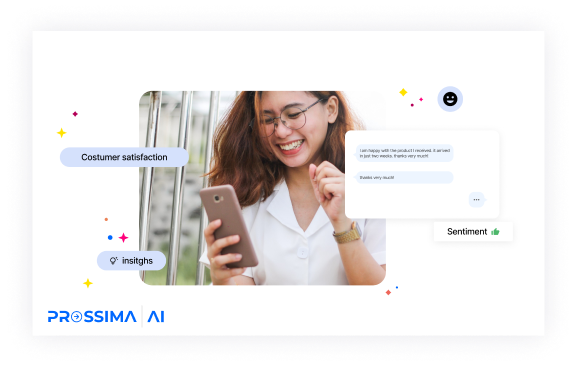 I am happy with the product I received. It arrived
in just two weeks. thanks very much!
Costumer satisfaction
thanks very much!
Sentiment
insitghs
PROSSIMA AI